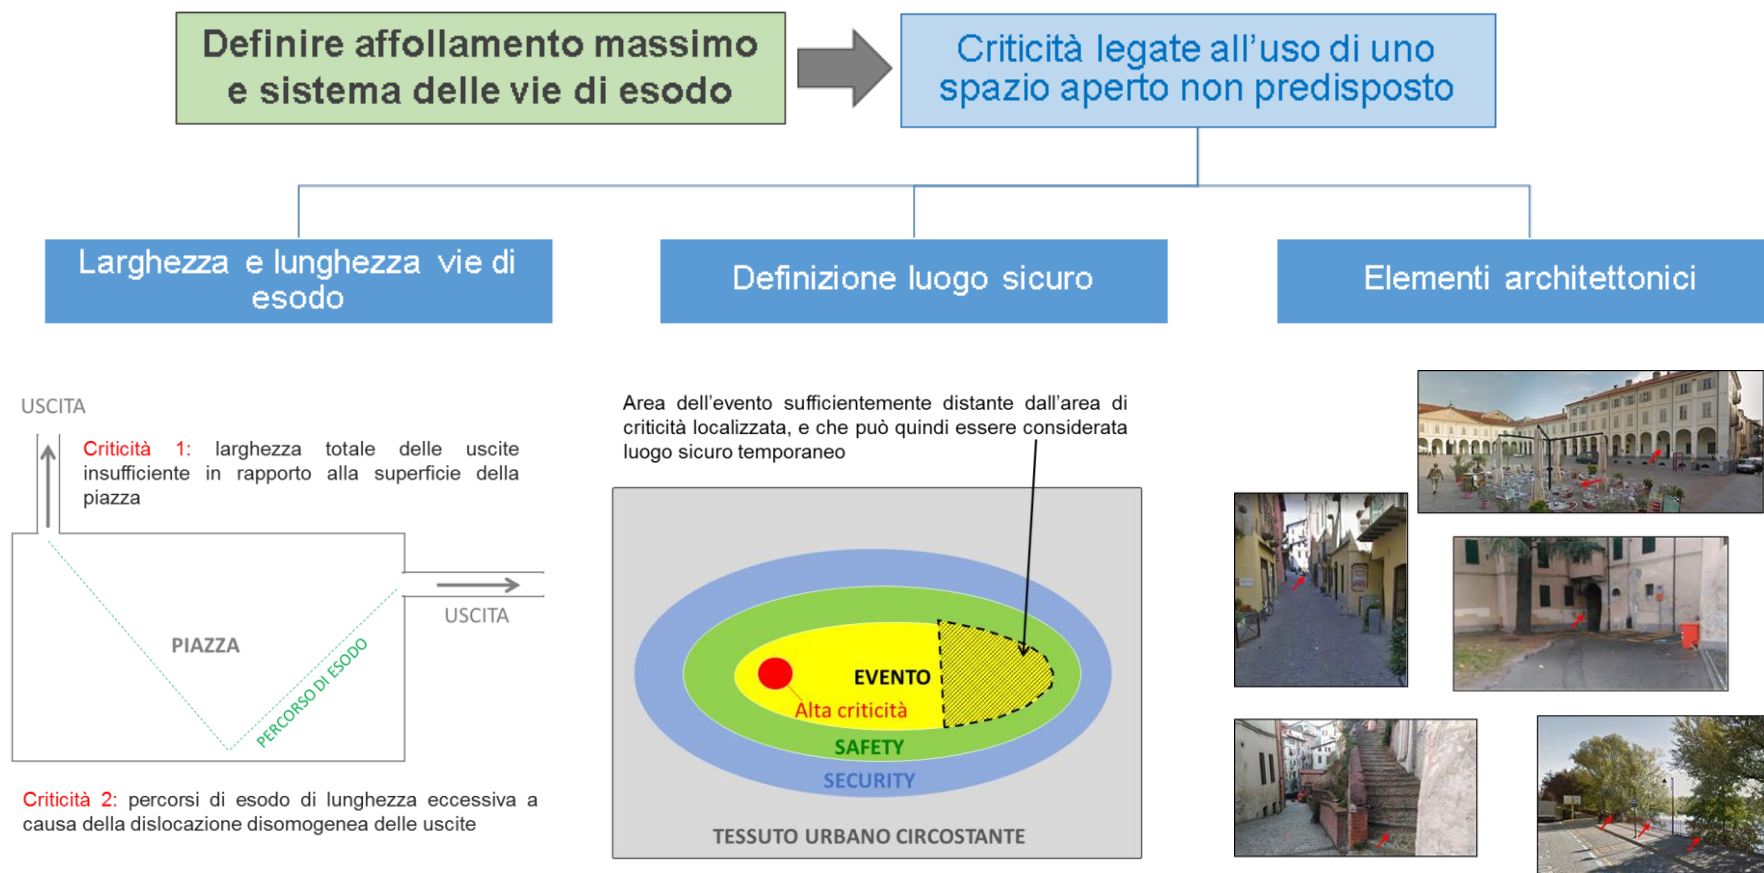 Definire affollamento massimo
e sistema delle vie di esodo
Criticità legate all'uso di uno
spazio aperto non predisposto
Larghezza e lunghezza vie di
esodo
Definizione luogo sicuro
Elementi architettonici
USCITA
Criticità 1: larghezza totale delle uscite
insufficiente in rapporto alla superficie della
piazza
USCITA
PIAZZA
PERCORSO DI ESODO
Criticità 2: percorsi di esodo di lunghezza eccessiva a
causa della dislocazione disomogenea delle uscite
Area dell'evento sufficientemente distante dall'area di
criticità localizzata, e che può quindi essere considerata
luogo sicuro temporaneo
EVENTO
Alta criticità
SAFETY
SECURITY
TESSUTO URBANO CIRCOSTANTE